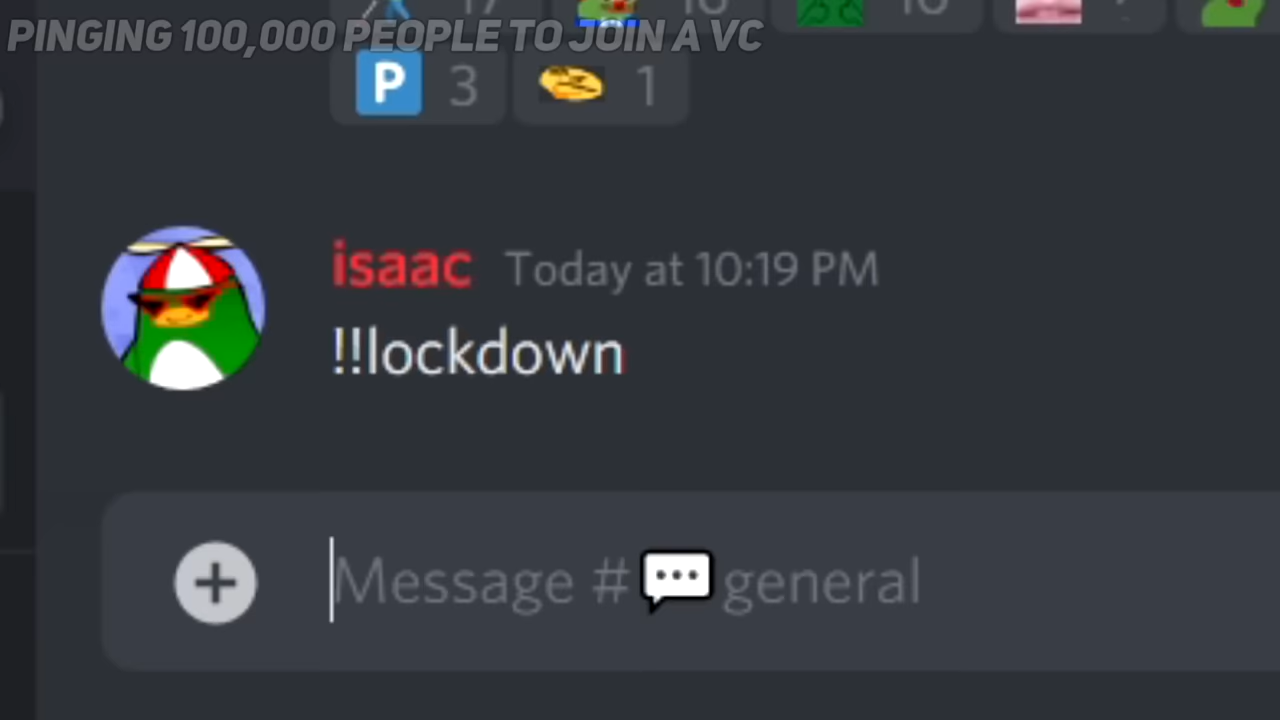 PINGING 100,000 PEOPLE TO JOIN A VC
P 3 1
isaac Today at 10:19 PM
!!lockdown
Message # general